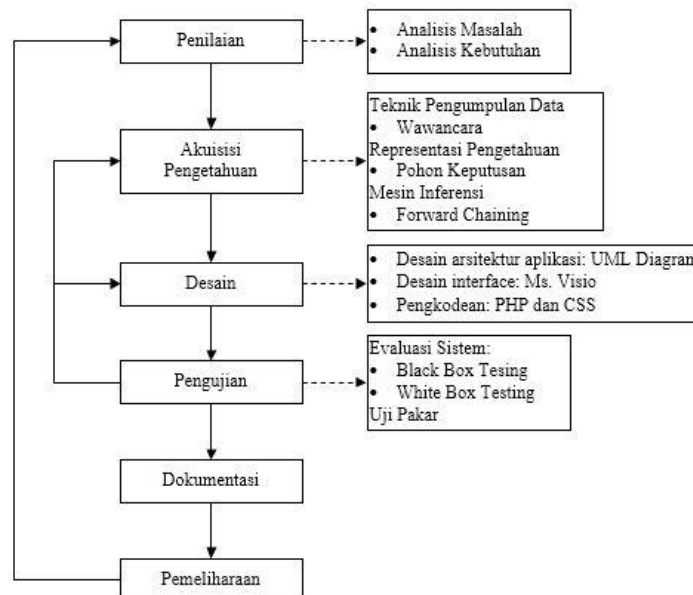 Penilaian
• Analisis Masalah
• Analisis Kebutuhan
Akuisisi
Pengetahuan
Teknik Pengumpulan Data
• Wawancara
Representasi Pengetahuan
• Pohon Keputusan
Mesin Inferensi
• Forward Chaining
Desain
• Desain arsitektur aplikasi: UML Diagram
• Desain interface: Ms. Visio
• Pengkodean: PHP dan CSS
Pengujian
Evaluasi Sistem:
• Black Box Tesing
• White Box Testing
Uji Pakar
Dokumentasi
Pemeliharaan